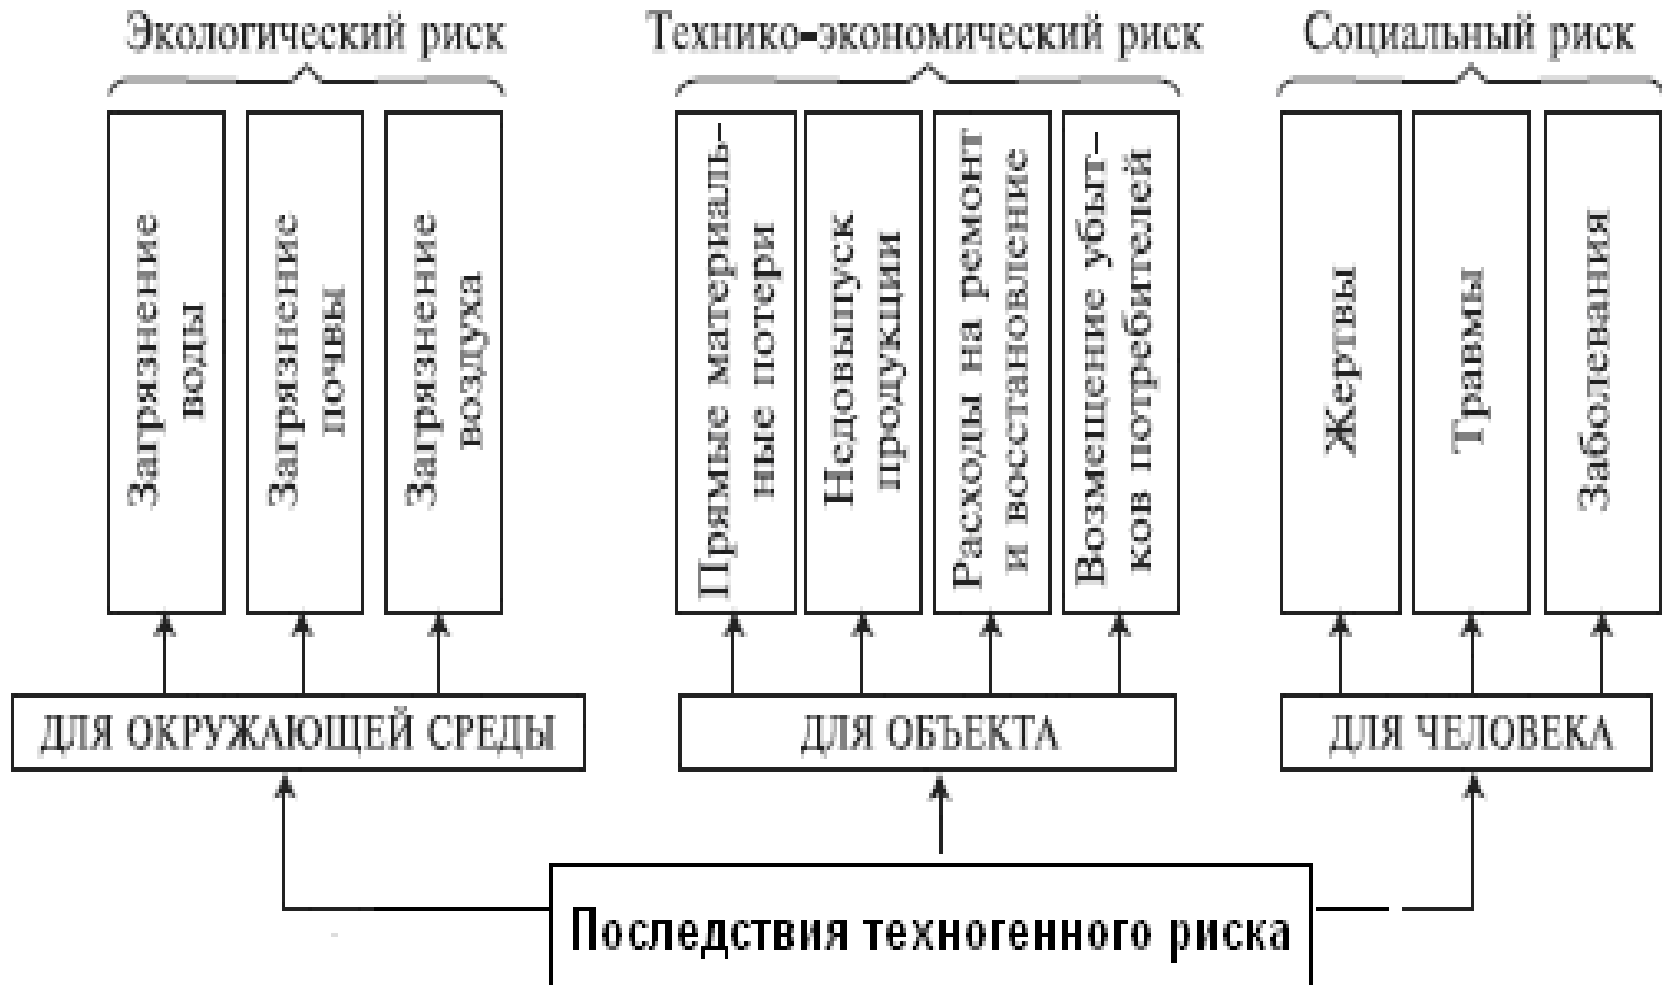 Экологический риск
Технико-экономический риск
Социальный риск
Загрязнение
воды
Загрязнение
почвы
Загрязнение
воздуха
Прямые материаль-
ные потери
Недовыпуск
продукции
Расходы на ремонт
и восстановление
Возмещение убыт-
ков потребителей
Жертвы
Травмы
Заболевания
ДЛЯ ОКРУЖАЮЩЕЙ СРЕДЫ
ДЛЯ ОБЪЕКТА
ДЛЯ ЧЕЛОВЕКА
Последствия техногенного риска